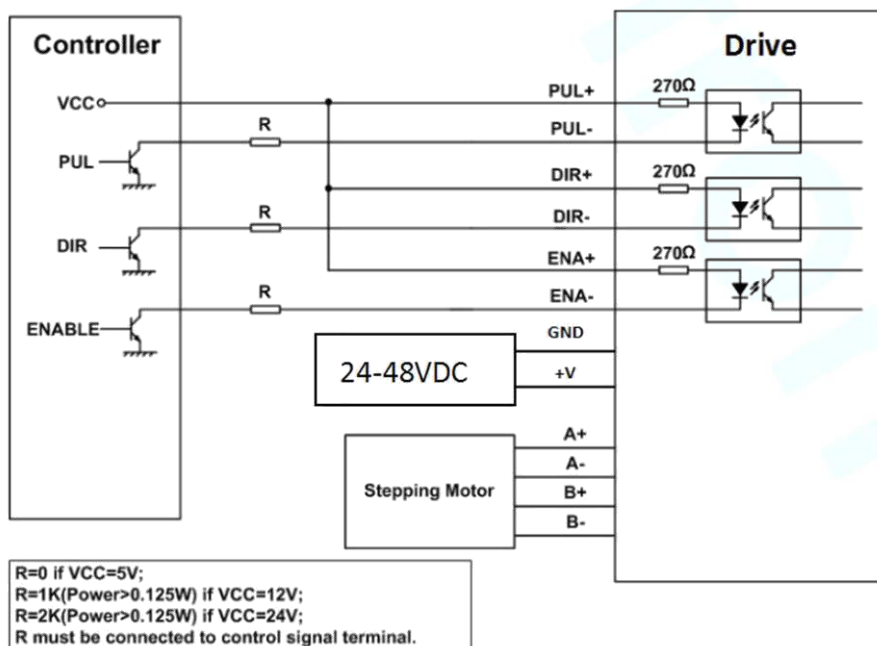 Controller
Drive
VCC
PUL+
270Ω
R
PUL-
PUL
DIR+
270Ω
R
DIR-
DIR
ENA+
270Ω
R
ENA-
ENABLE
GND
24-48VDC
+V
A+
A-
Stepping Motor
B+
B-
R=0 if VCC=5V;
R=1K(Power>0.125W) if VCC=12V;
R=2K(Power>0.125W) if VCC=24V;
R must be connected to control signal terminal.